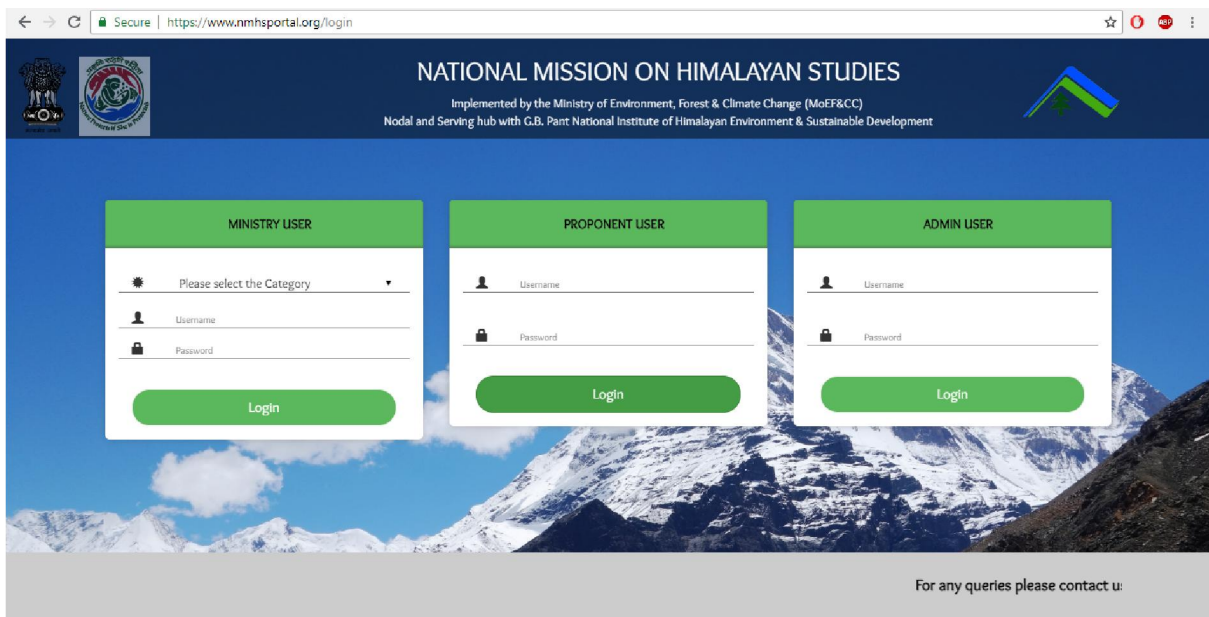 Secure | https://www.nmhsportal.org/login
ABP
NATIONAL MISSION ON HIMALAYAN STUDIES
Implemented by the Ministry of Environment, Forest & Climate Change (MoEF&CC)
Nodal and Serving hub with G.B. Pant National Institute of Himalayan Environment & Sustainable Development
MINISTRY USER
Please select the Category
Username
Password
Login
PROPONENT USER
Username
Password
Login
ADMIN USER
Username
Password
Login
For any queries please contact u